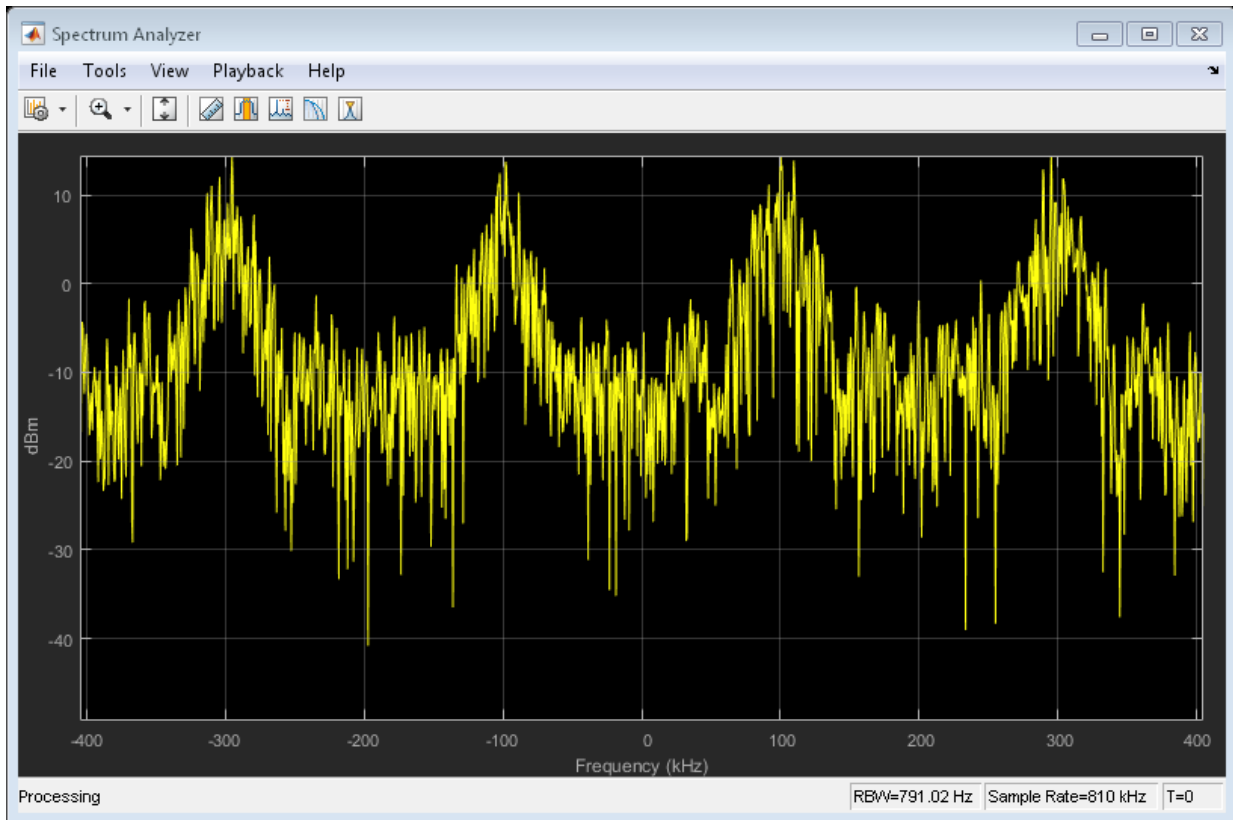 Spectrum Analyzer
File Tools View Playback Help
10
0
-10
-20
-30
-40
dBm
-400 -300 -200 -100 0 100 200 300 400
Frequency (kHz)
Processing RBW=791.02 Hz Sample Rate=810 kHz T=0